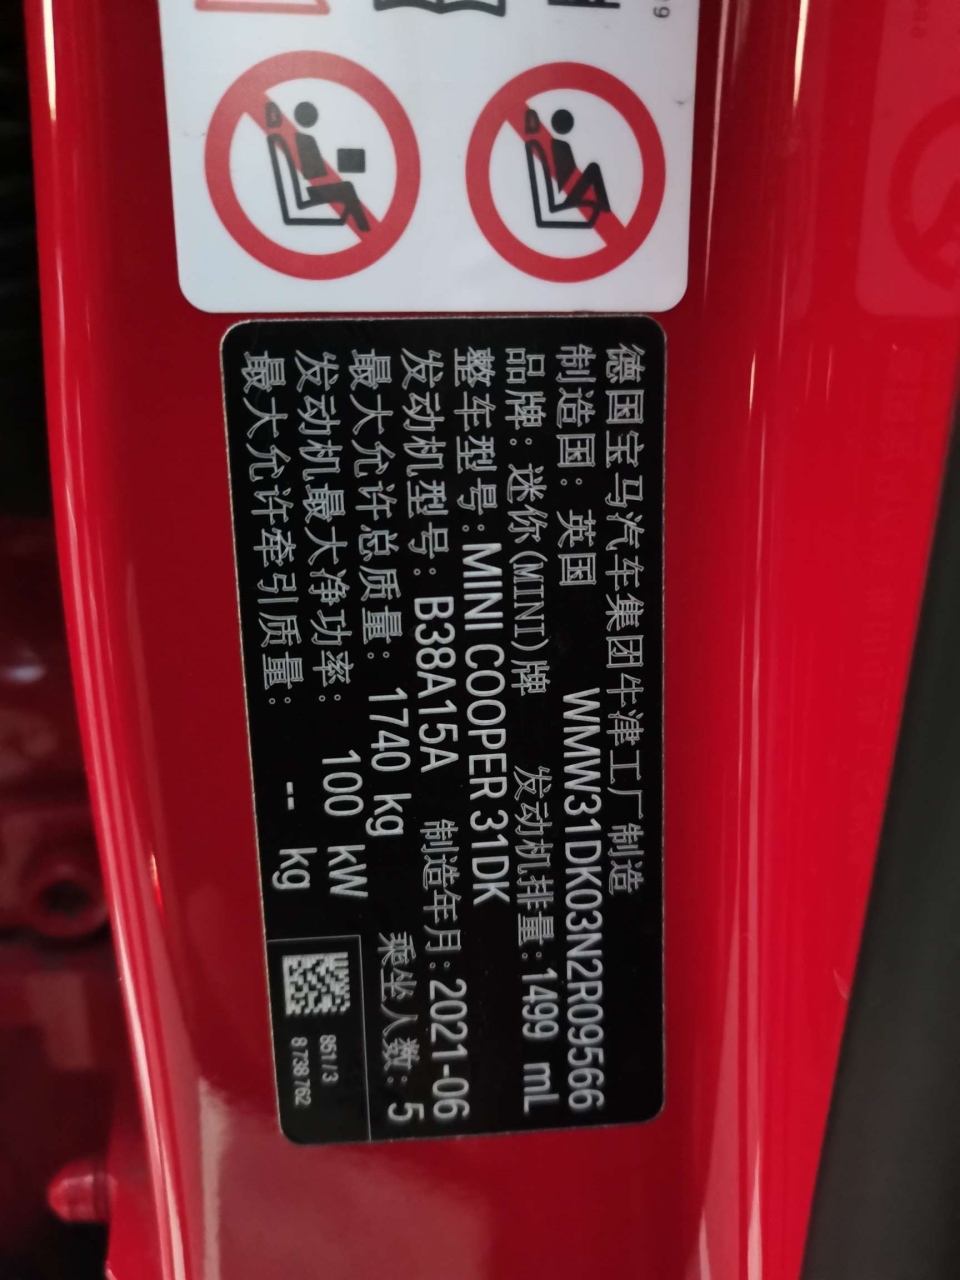 德国宝马汽车集团牛津工厂制造
制造国：英国 WMW31DK03N2R09566
品牌：迷你(MINI)牌 发动机排量：1499 mL
整车型号：MINI COOPER 31DK
发动机型号：B38A15A 制造年月：2021-06
最大允许总质量：1740 kg 乘坐人数：5
发动机最大净功率：100 kW
最大允许牵引质量：-- kg
851/3
8 738 762